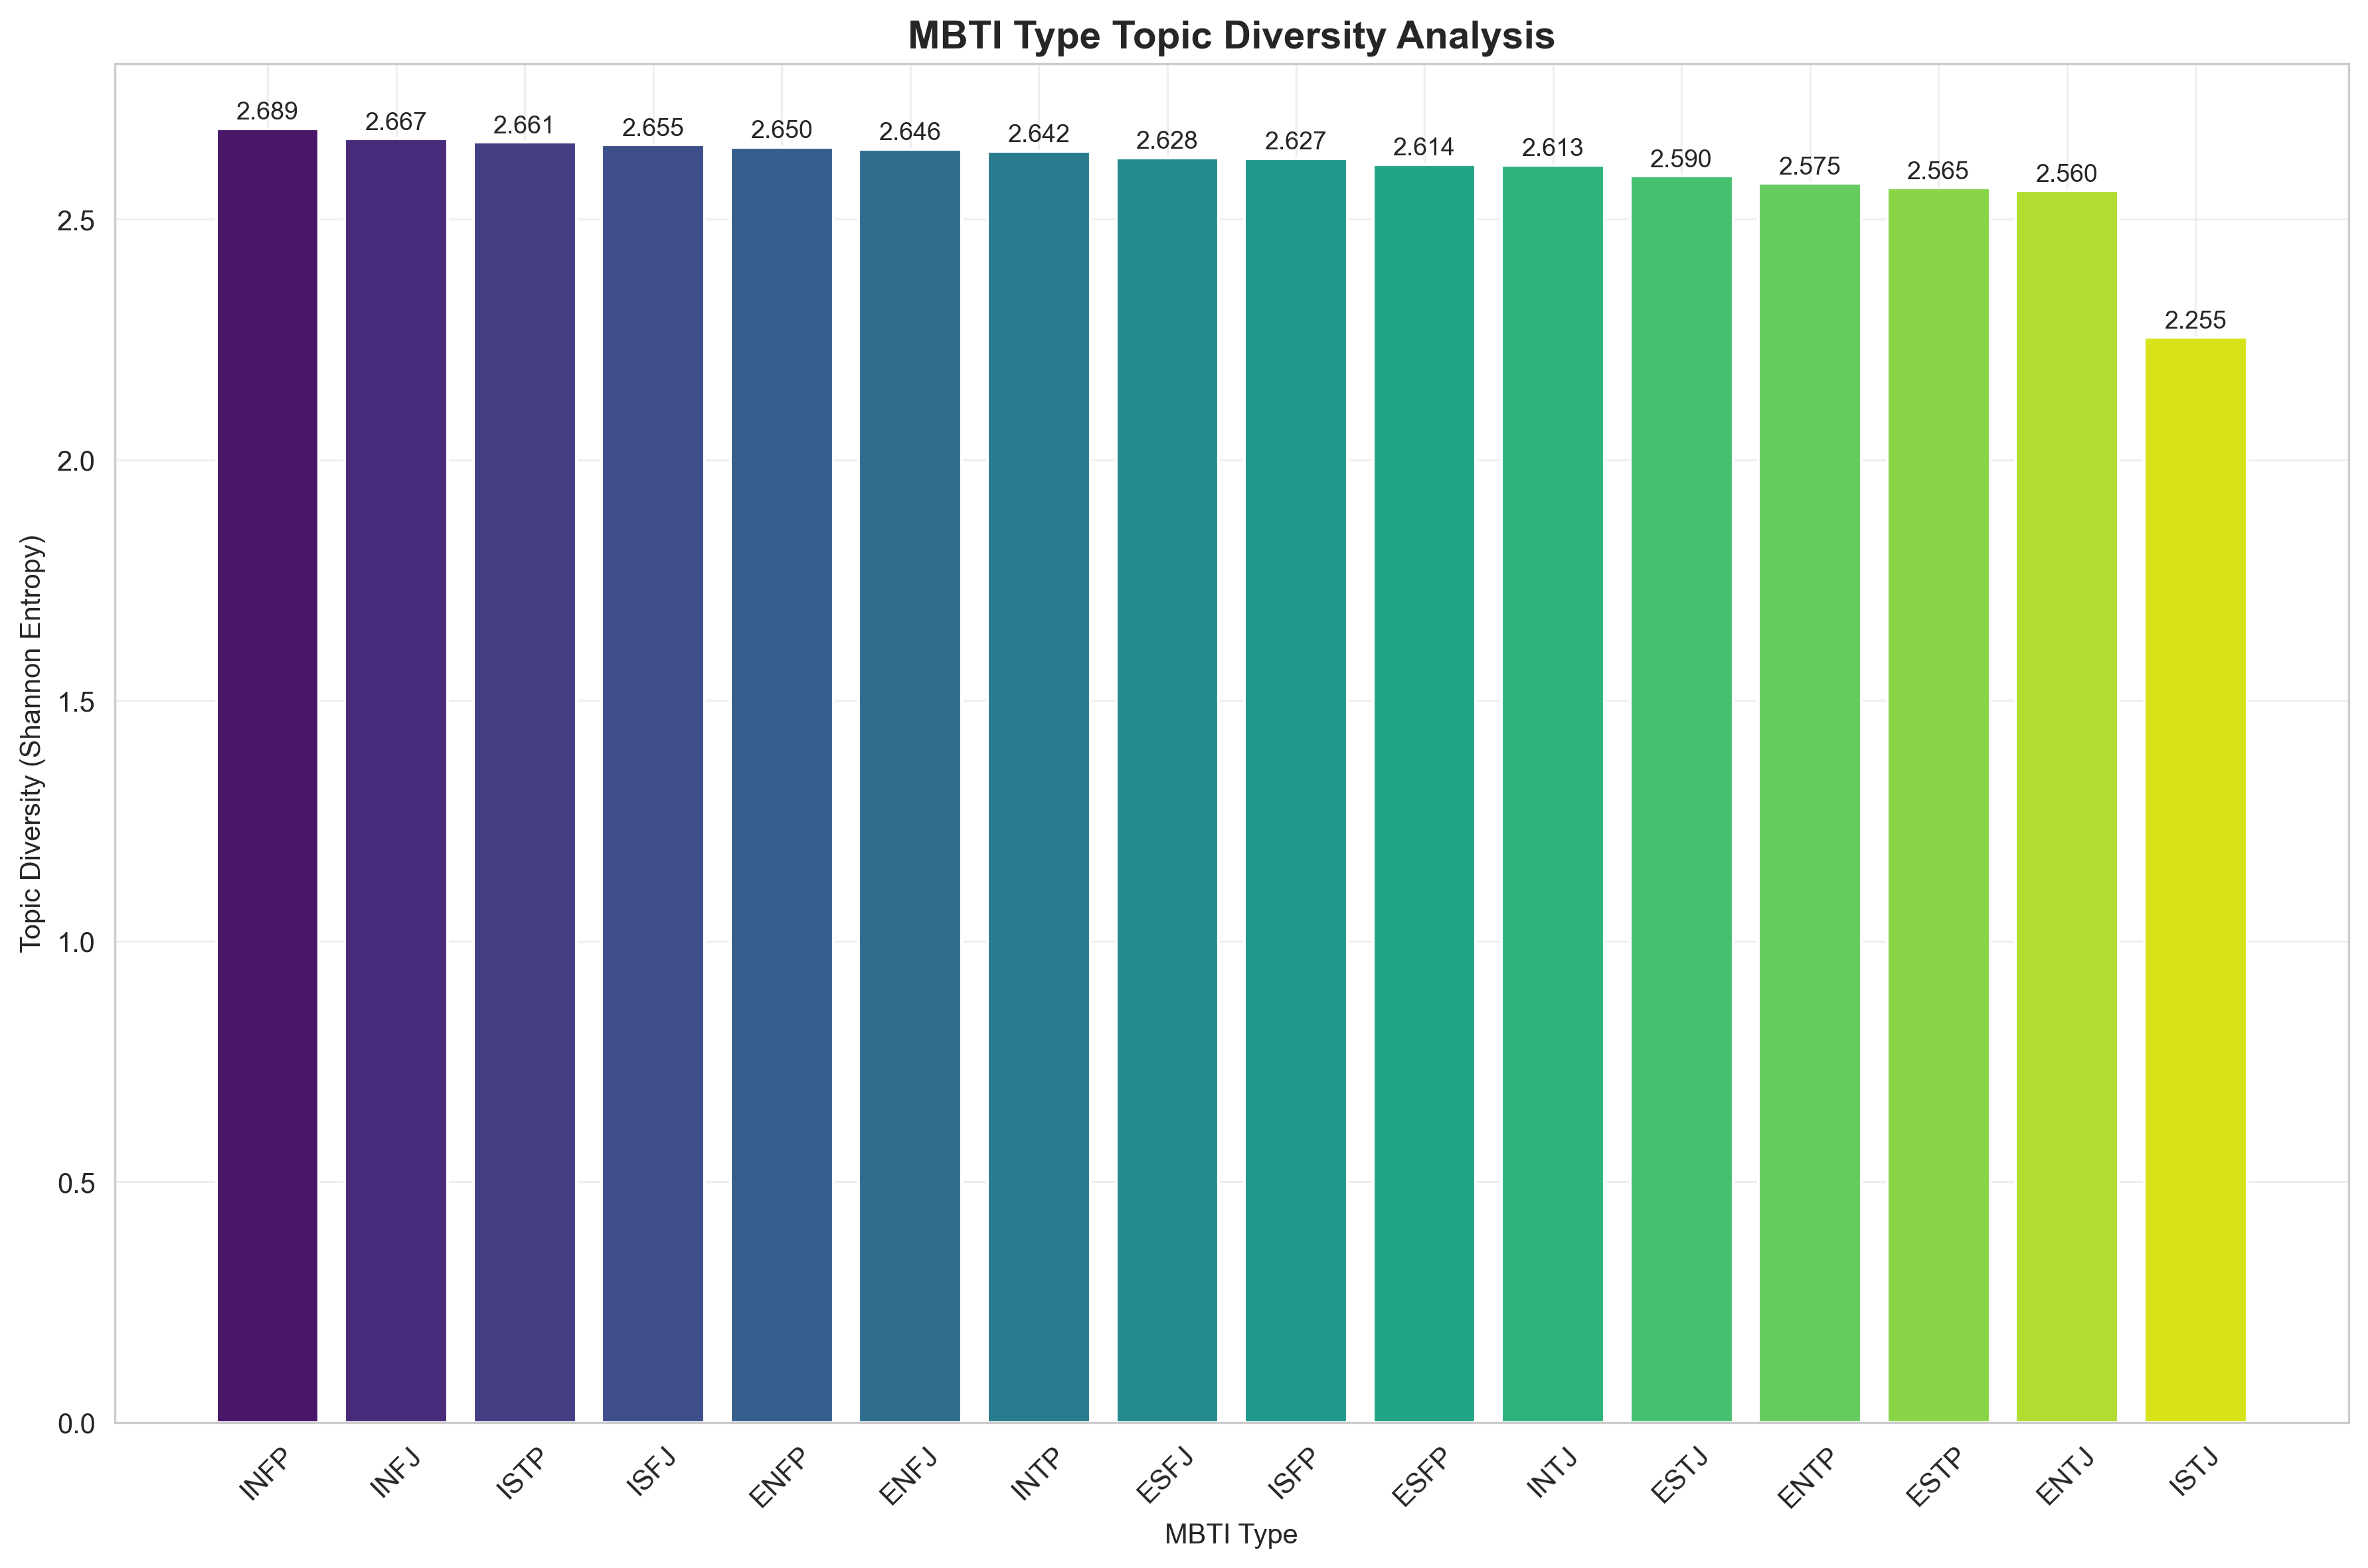 MBTI Type Topic Diversity Analysis
2.689
2.667
2.661
2.655
2.650
2.646
2.642
2.628
2.627
2.614
2.613
2.590
2.575
2.565
2.560
2.255
Topic Diversity (Shannon Entropy)
2.5
2.0
1.5
1.0
0.5
0.0
INFP
INFJ
ISTP
ISFJ
ENFP
ENFJ
INTP
ESFJ
ISFP
ESFP
INTJ
ESTJ
ENTP
ESTP
ENTJ
ISTJ
MBTI Type